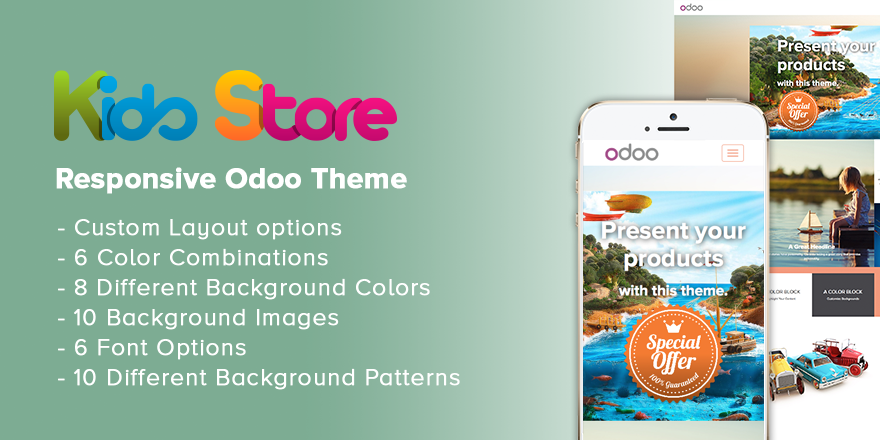 Kids Store
Responsive Odoo Theme
- Custom Layout options
- 6 Color Combinations
- 8 Different Background Colors
- 10 Background Images
- 6 Font Options
- 10 Different Background Patterns
odoo
Present your
products
with this theme.
Special
Offer
100% Guaranteed
odoo
Present your
products
with this theme.
Special
Offer
A Great Headline
COLOR BLOCK
A COLOR BLOCK
Customize Backgrounds